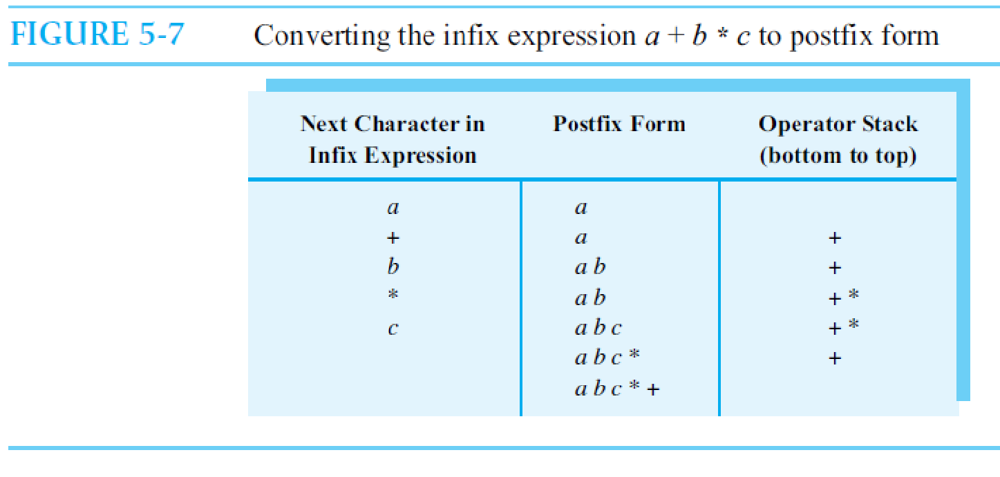 FIGURE 5-7 Converting the infix expression a + b * c to postfix form
Next Character in Infix Expression Postfix Form Operator Stack (bottom to top)
a a
+ a +
b a b +
* a b + *
c a b c + *
a b c * +
a b c * +